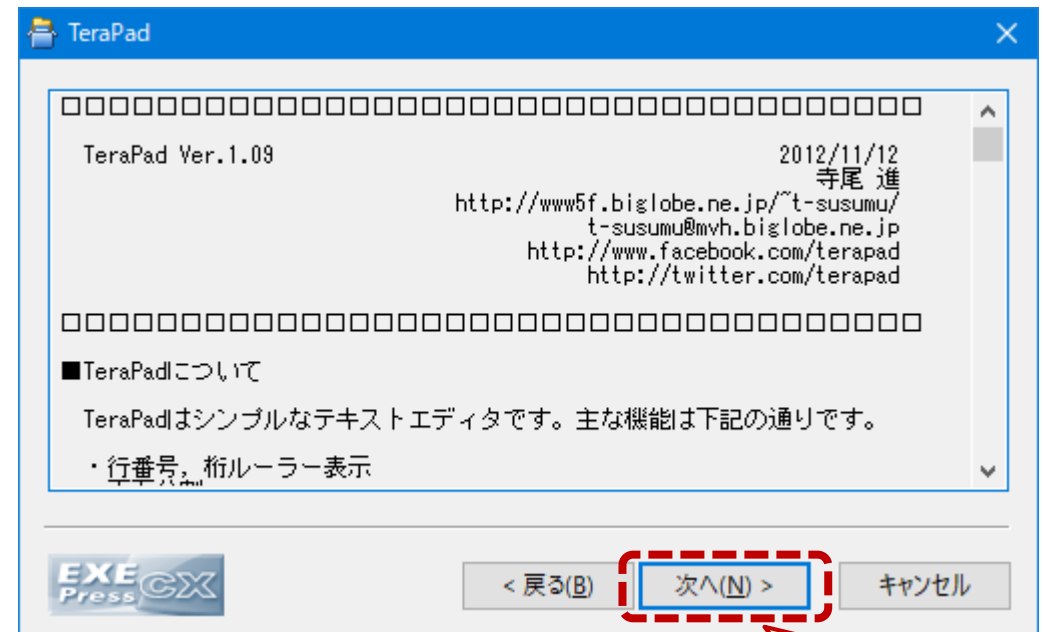 TeraPad
□□□□□□□□□□□□□□□□□□□□□□□□□□□□□□□□□□□□
TeraPad Ver.1.09 2012/11/12
寺尾 進
http://www5f.biglobe.ne.jp/~t-susumu/
t-susumu@mvh.biglobe.ne.jp
http://www.facebook.com/terapad
http://twitter.com/terapad
□□□□□□□□□□□□□□□□□□□□□□□□□□□□□□□□□□□□
■TeraPadについて
TeraPadはシンプルなテキストエディタです。主な機能は下記の通りです。
・行番号, 桁ルーラー表示
EXE Press CX
< 戻る(B) 次へ(N) > キャンセル